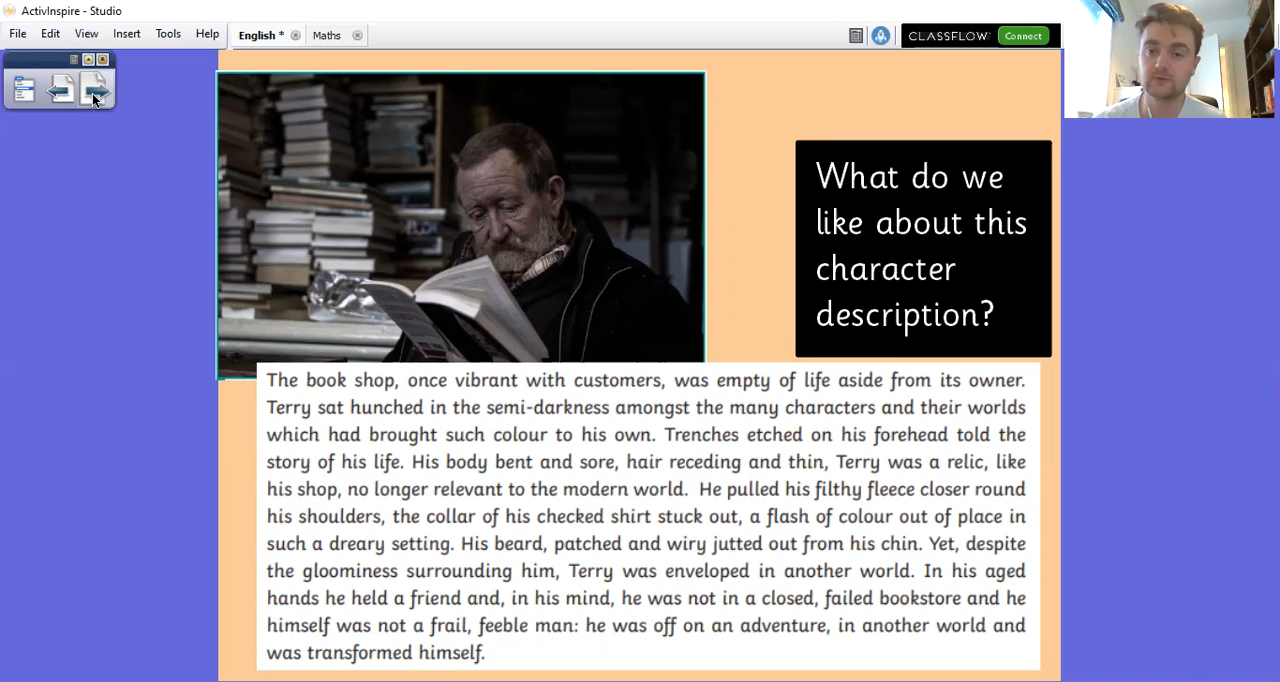 ActivInspire - Studio
File Edit View Insert Tools Help English * Maths CLASSFLOW Connect
What do we
like about this
character
description?
The book shop, once vibrant with customers, was empty of life aside from its owner.
Terry sat hunched in the semi-darkness amongst the many characters and their worlds
which had brought such colour to his own. Trenches etched on his forehead told the
story of his life. His body bent and sore, hair receding and thin, Terry was a relic, like
his shop, no longer relevant to the modern world. He pulled his filthy fleece closer round
his shoulders, the collar of his checked shirt stuck out, a flash of colour out of place in
such a dreary setting. His beard, patched and wiry jutted out from his chin. Yet, despite
the gloominess surrounding him, Terry was enveloped in another world. In his aged
hands he held a friend and, in his mind, he was not in a closed, failed bookstore and he
himself was not a frail, feeble man: he was off on an adventure, in another world and
was transformed himself.